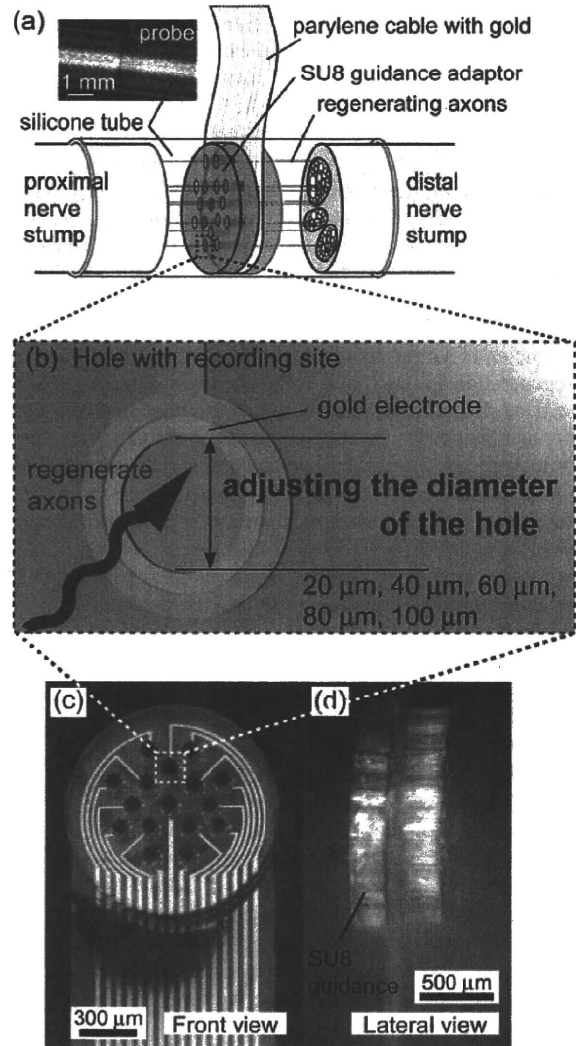 (a)
probe
1 mm
parylene cable with gold
SU8 guidance adaptor
regenerating axons
silicone tube
proximal
nerve
stump
distal
nerve
stump
(b) Hole with recording site
gold electrode
regenerate
axons
adjusting the diameter
of the hole
20 μm, 40 μm, 60 μm,
80 μm, 100 μm
(c)
(d)
SU8
guidance
300 μm
Front view
500 μm
Lateral view